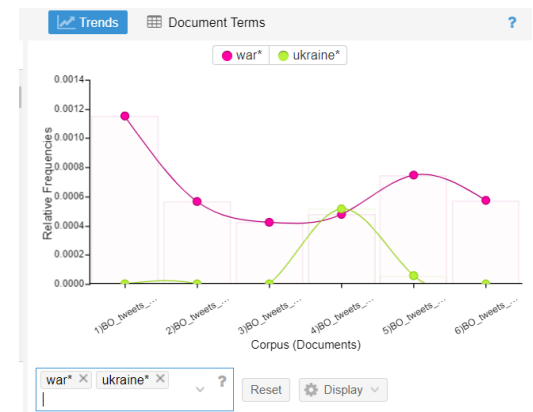 Trends Document Terms ?
war* ukraine*
0.0014
0.0012
0.0010
0.0008
0.0006
0.0004
0.0002
0.0000
Relative Frequencies
1)BO_tweets_... 2)BO_tweets_... 3)BO_tweets_... 4)BO_tweets_... 5)BO_tweets_... 6)BO_tweets_...
Corpus (Documents)
war* × ukraine* × ? Reset Display